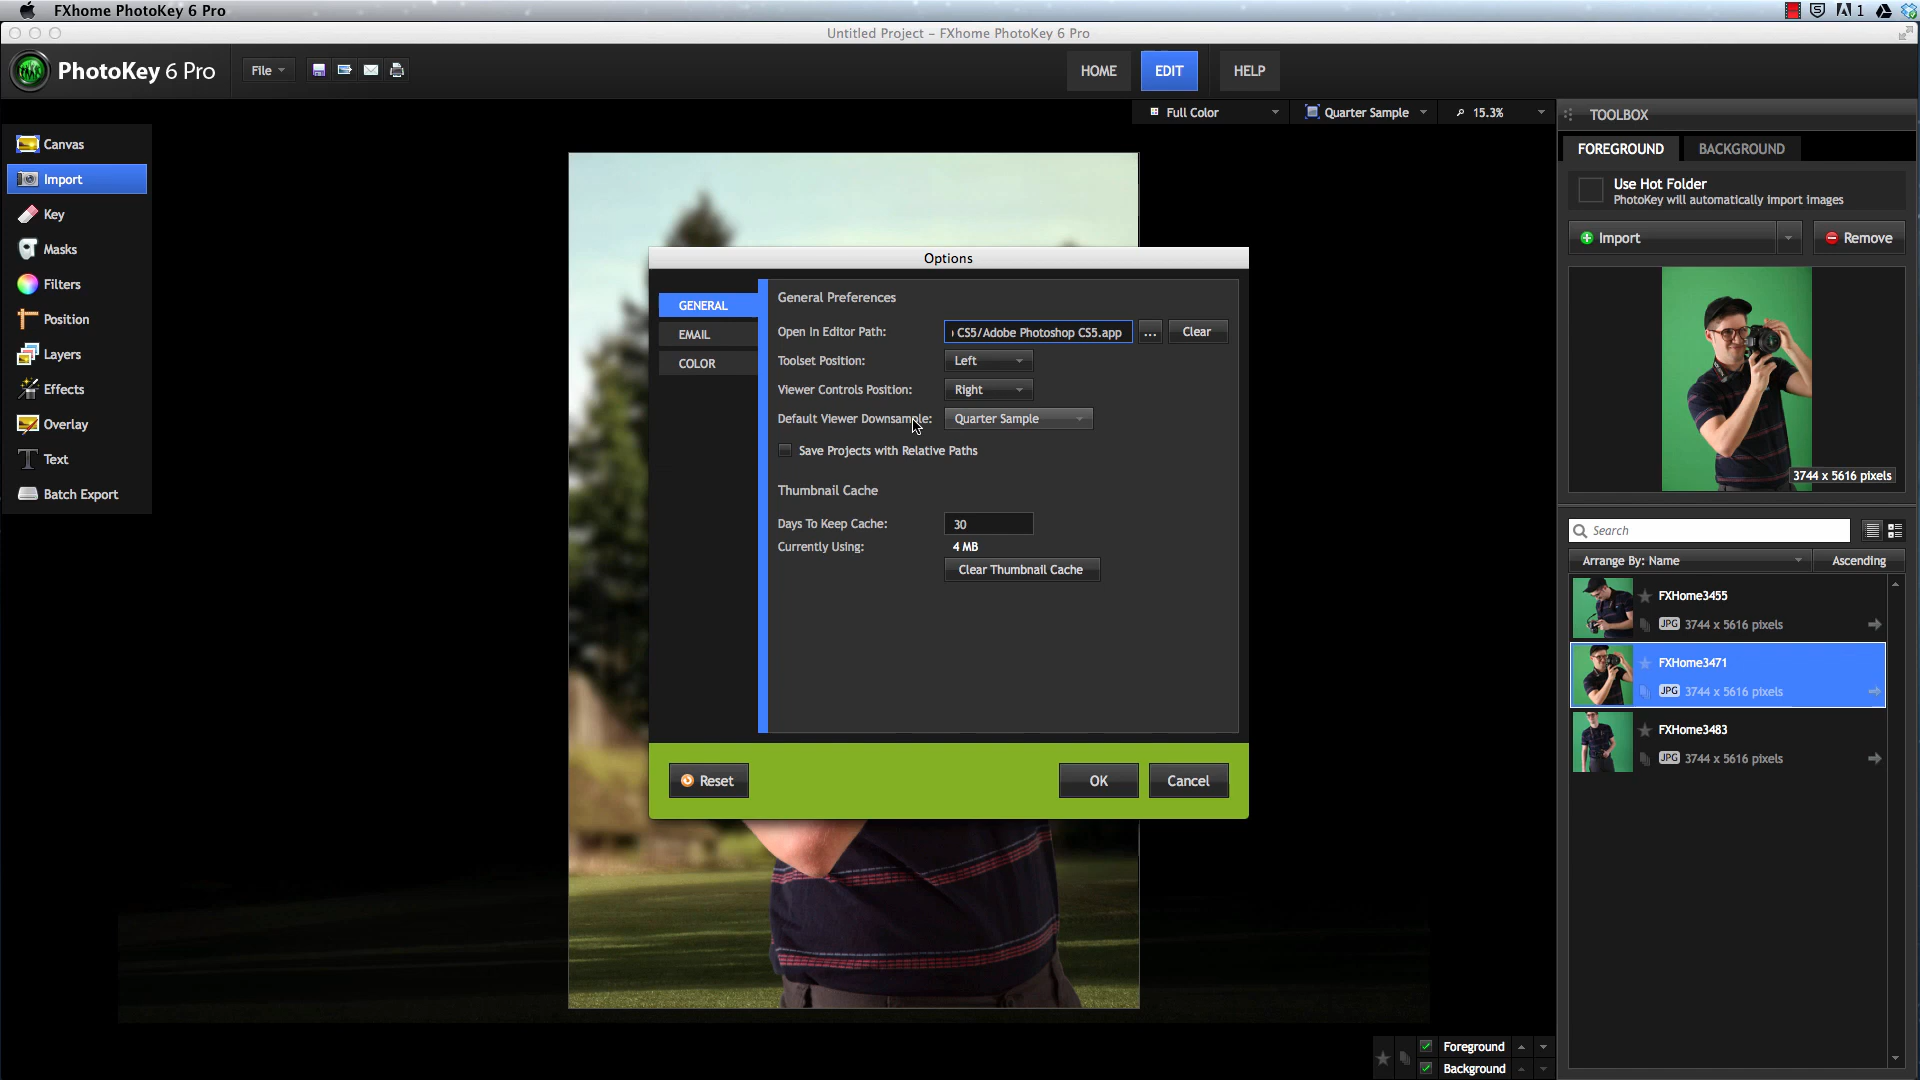 FXhome PhotoKey 6 Pro
1
Untitled Project – FXhome PhotoKey 6 Pro
PhotoKey 6 Pro
File
HOME
EDIT
HELP
Full Color
Quarter Sample
15.3%
Canvas
Import
Key
Masks
Filters
Position
Layers
Effects
Overlay
Text
Batch Export
Options
GENERAL
EMAIL
COLOR
General Preferences
Open In Editor Path:
CS5/Adobe Photoshop CS5.app
...
Clear
Toolset Position:
Left
Viewer Controls Position:
Right
Default Viewer Downsample:
Quarter Sample
Save Projects with Relative Paths
Thumbnail Cache
Days To Keep Cache:
30
Currently Using:
4 MB
Clear Thumbnail Cache
Reset
OK
Cancel
TOOLBOX
FOREGROUND
BACKGROUND
Use Hot Folder
PhotoKey will automatically import images
Import
Remove
3744 x 5616 pixels
Search
Arrange By: Name
Ascending
FXHome3455
JPG 3744 x 5616 pixels
FXHome3471
JPG 3744 x 5616 pixels
FXHome3483
JPG 3744 x 5616 pixels
Foreground
Background